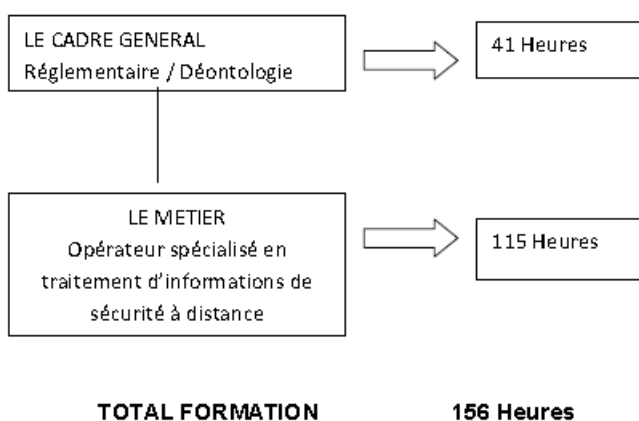 LE CADRE GENERAL
Réglementaire / Déontologie
41 Heures
LE METIER
Opérateur spécialisé en
traitement d'informations de
sécurité à distance
115 Heures
TOTAL FORMATION 156 Heures